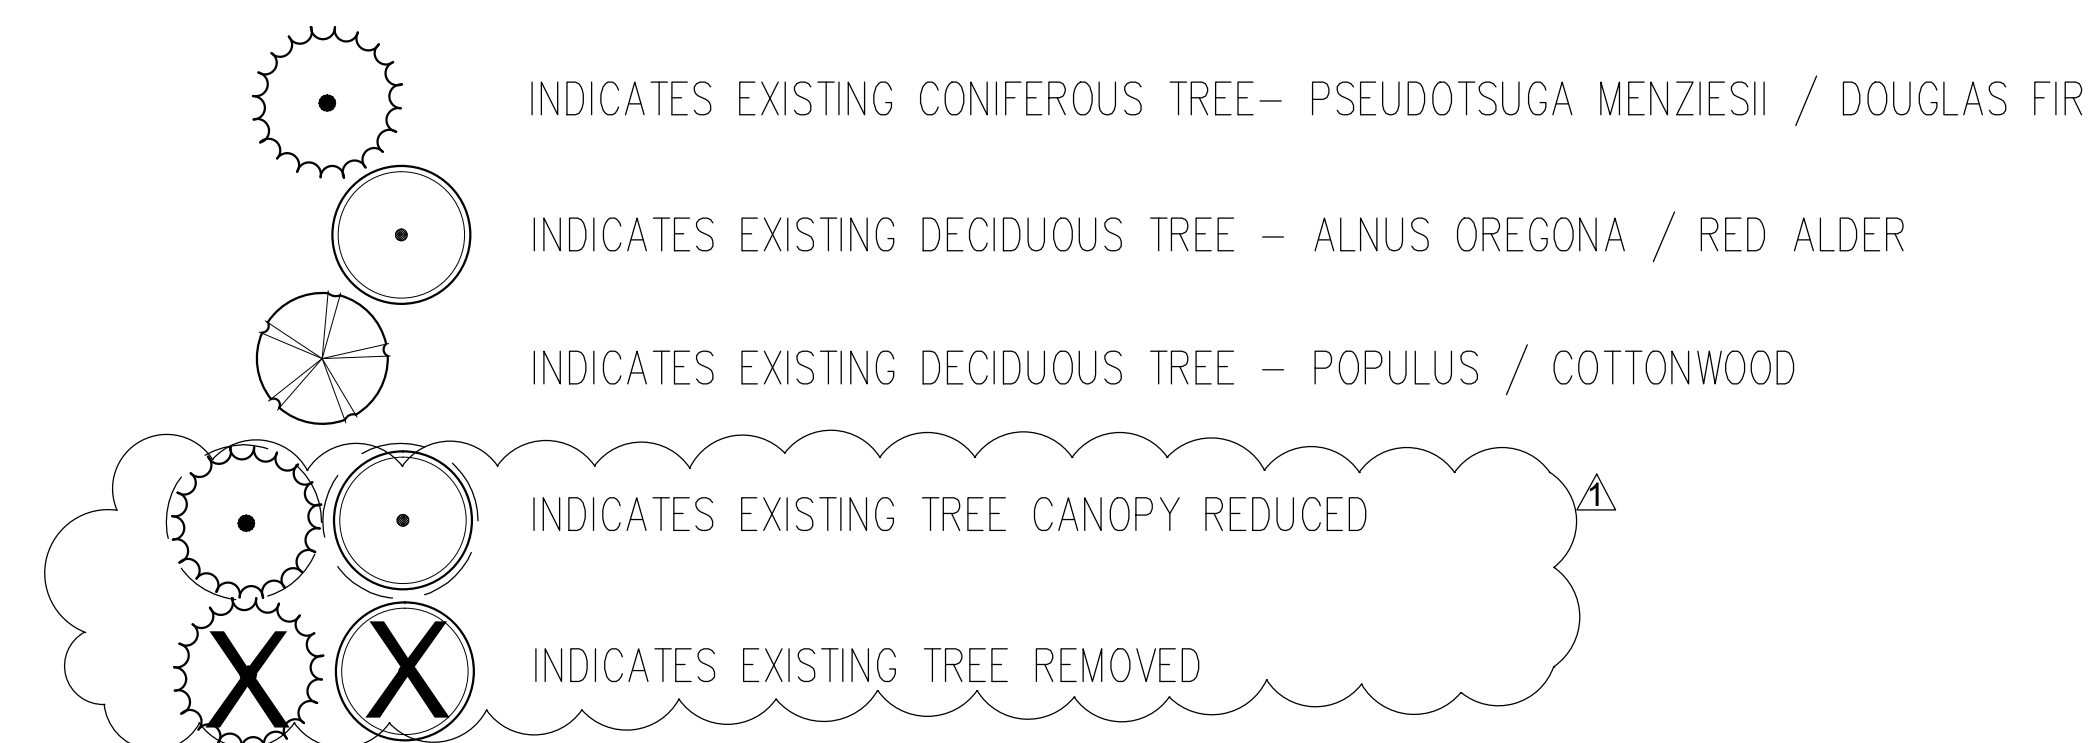 INDICATES EXISTING CONIFEROUS TREE– PSEUDOTSUGA MENZIESII / DOUGLAS FIR
INDICATES EXISTING DECIDUOUS TREE – ALNUS OREGONA / RED ALDER
INDICATES EXISTING DECIDUOUS TREE – POPULUS / COTTONWOOD
INDICATES EXISTING TREE CANOPY REDUCED
1
X X INDICATES EXISTING TREE REMOVED